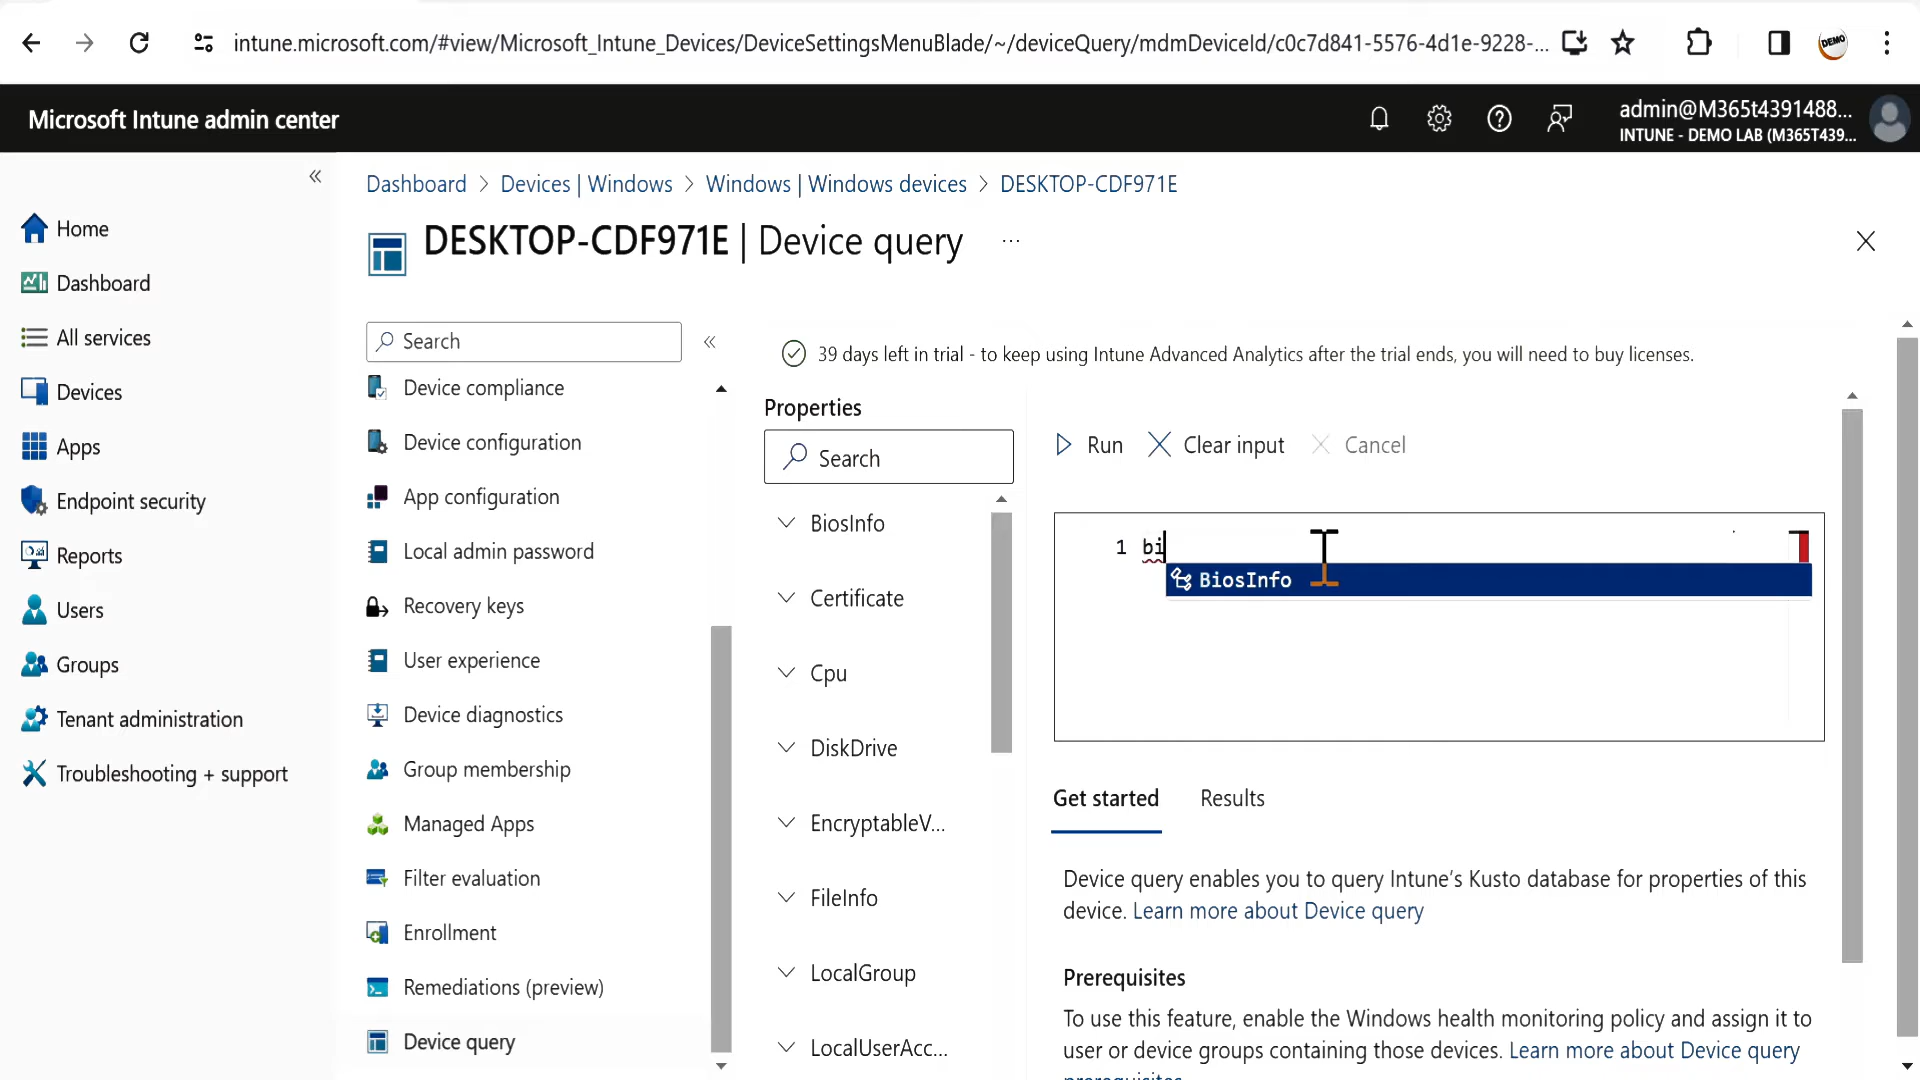 intune.microsoft.com/#view/Microsoft_Intune_Devices/DeviceSettingsMenuBlade/~/deviceQuery/mdmDeviceId/c0c7d841-5576-4d1e-9228-...
DEMO
Microsoft Intune admin center
admin@M365t4391488...
INTUNE - DEMO LAB (M365T439...
Home
Dashboard
All services
Devices
Apps
Endpoint security
Reports
Users
Groups
Tenant administration
Troubleshooting + support
Dashboard > Devices | Windows > Windows | Windows devices > DESKTOP-CDF971E
DESKTOP-CDF971E | Device query ...
Search
Device compliance
Device configuration
App configuration
Local admin password
Recovery keys
User experience
Device diagnostics
Group membership
Managed Apps
Filter evaluation
Enrollment
Remediations (preview)
Device query
39 days left in trial - to keep using Intune Advanced Analytics after the trial ends, you will need to buy licenses.
Properties
Search
BiosInfo
Certificate
Cpu
DiskDrive
EncryptableV...
FileInfo
LocalGroup
LocalUserAcc...
Run Clear input Cancel
1 bi
BiosInfo
Get started Results
Device query enables you to query Intune's Kusto database for properties of this
device. Learn more about Device query
Prerequisites
To use this feature, enable the Windows health monitoring policy and assign it to
user or device groups containing those devices. Learn more about Device query
prerequisites